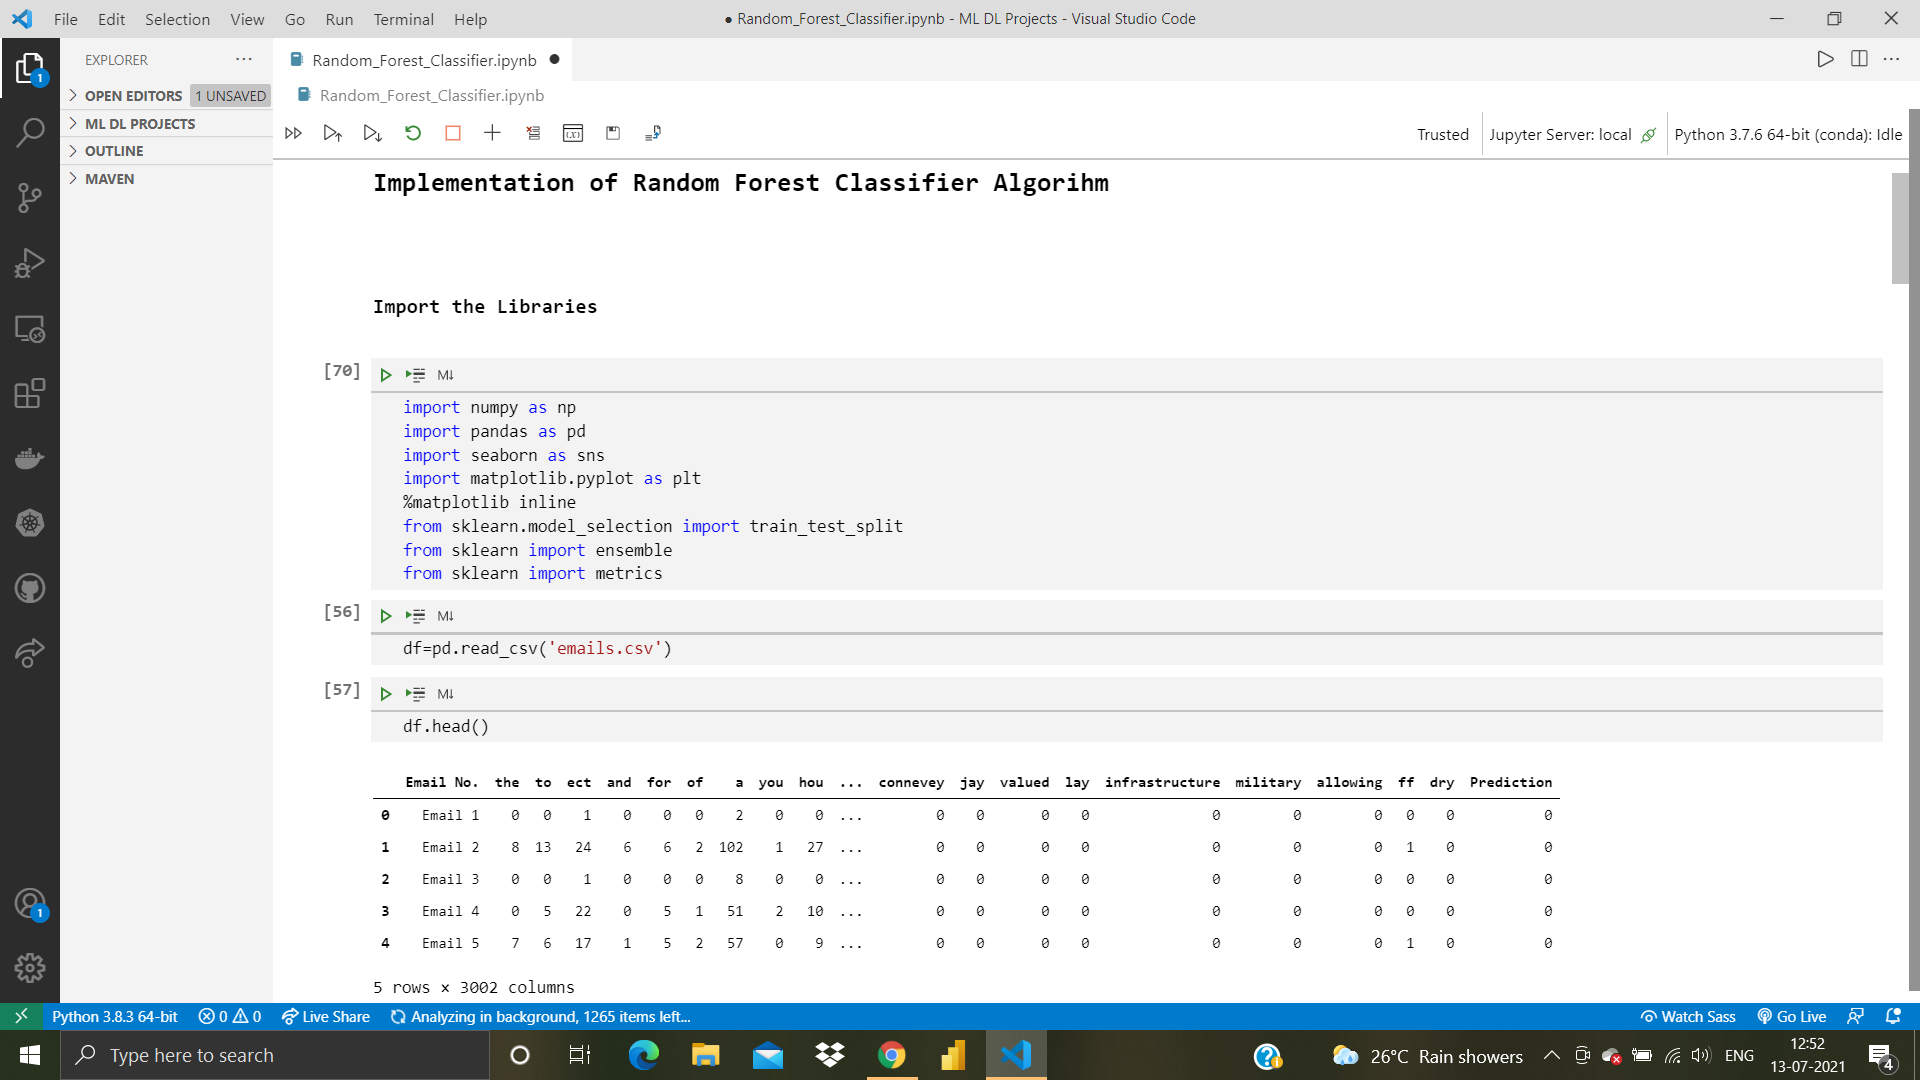 File Edit Selection View Go Run Terminal Help
● Random_Forest_Classifier.ipynb - ML DL Projects - Visual Studio Code
EXPLORER
OPEN EDITORS 1 UNSAVED
ML DL PROJECTS
OUTLINE
MAVEN
Random_Forest_Classifier.ipynb ●
Random_Forest_Classifier.ipynb
Trusted Jupyter Server: local Python 3.7.6 64-bit (conda): Idle
Implementation of Random Forest Classifier Algorihm
Import the Libraries
[70] M↓
import numpy as np
import pandas as pd
import seaborn as sns
import matplotlib.pyplot as plt
%matplotlib inline
from sklearn.model_selection import train_test_split
from sklearn import ensemble
from sklearn import metrics
[56] M↓
df=pd.read_csv('emails.csv')
[57] M↓
df.head()
Email No. the to ect and for of a you hou ... connevey jay valued lay infrastructure military allowing ff dry Prediction
0 Email 1 0 0 1 0 0 0 2 0 0 ... 0 0 0 0 0 0 0 0 0 0
1 Email 2 8 13 24 6 6 2 102 1 27 ... 0 0 0 0 0 0 0 1 0 0
2 Email 3 0 0 1 0 0 0 8 0 0 ... 0 0 0 0 0 0 0 0 0 0
3 Email 4 0 5 22 0 5 1 51 2 10 ... 0 0 0 0 0 0 0 0 0 0
4 Email 5 7 6 17 1 5 2 57 0 9 ... 0 0 0 0 0 0 0 1 0 0
5 rows × 3002 columns
1
1
Python 3.8.3 64-bit 0 0 Live Share Analyzing in background, 1265 items left... Watch Sass Go Live
Type here to search
26°C Rain showers ENG
12:52
13-07-2021
4